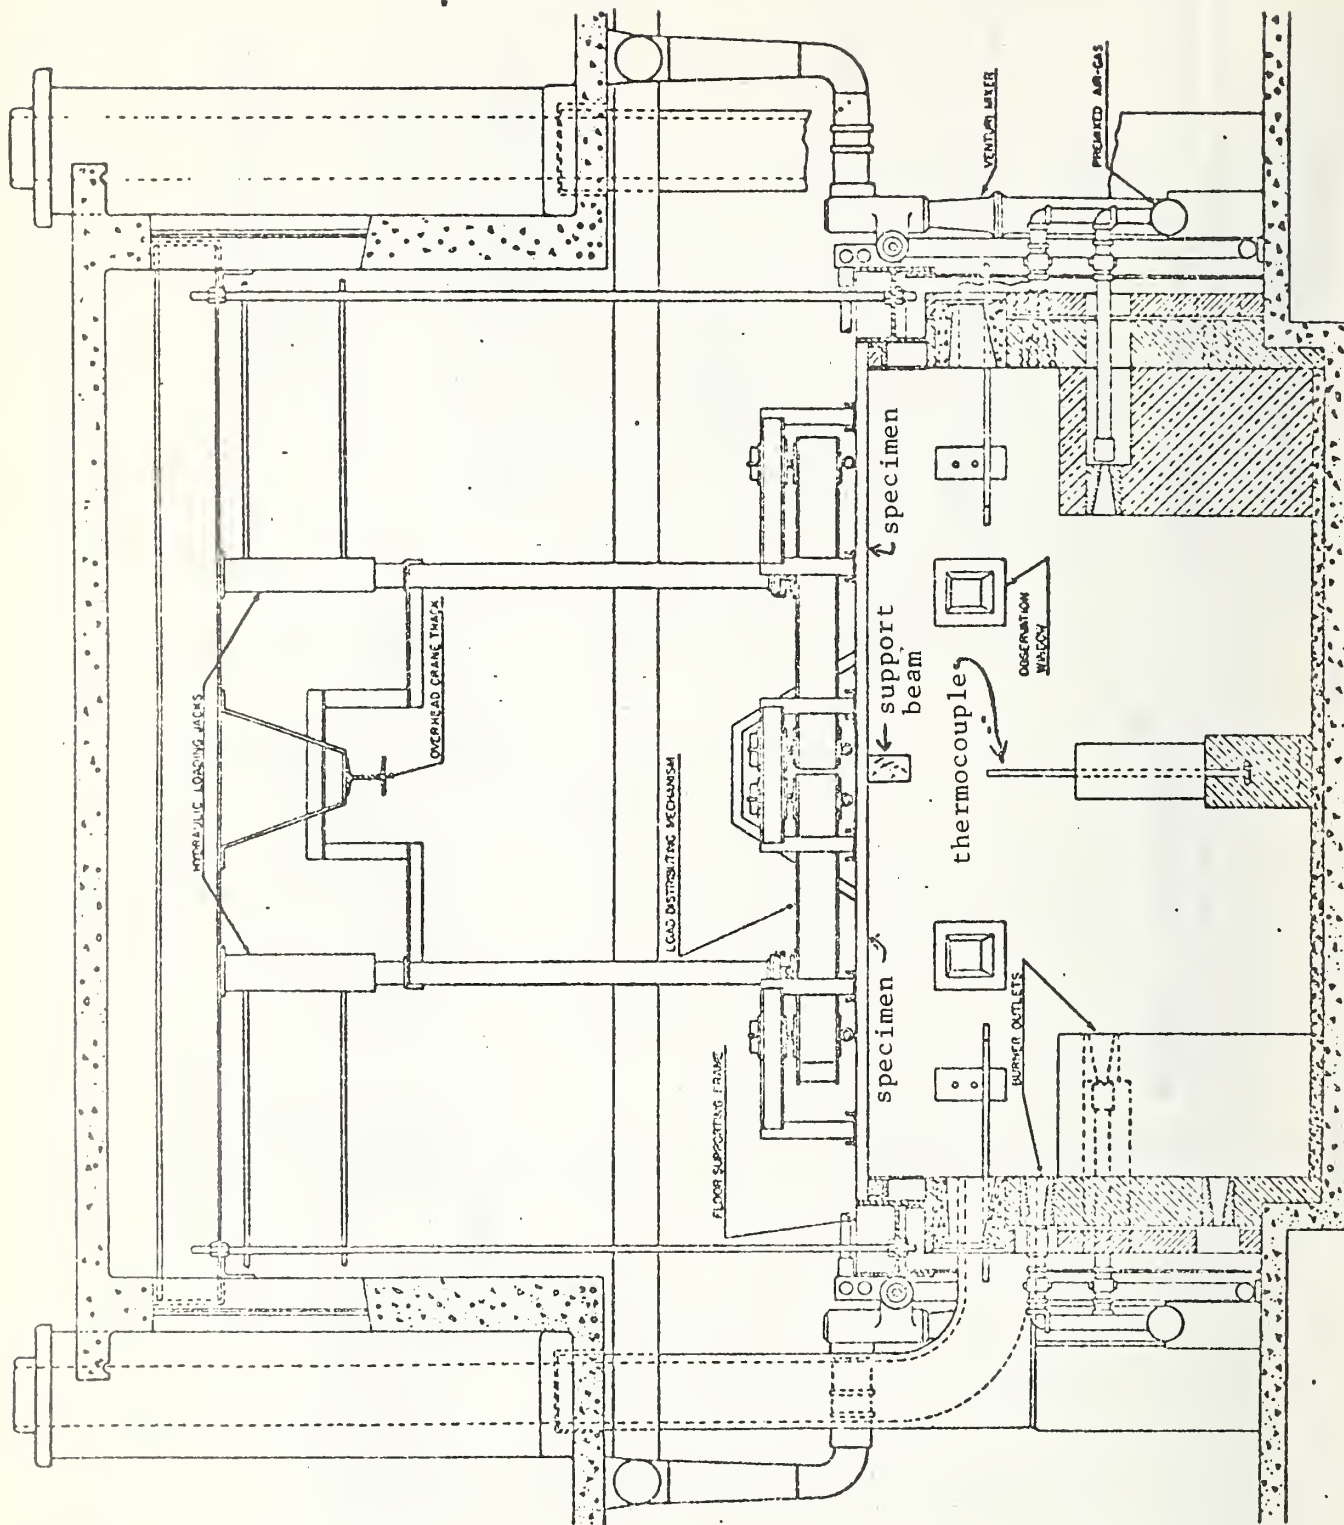 HYDRAULIC LOADING JACKS
OVERHEAD CRANE TRACK
LOAD DISTRIBUTING MECHANISM
FLOOR SUPPORTING FRAME
VENTURI MIXER
PREMIXED AIR-GAS
specimen
support
beam
specimen
thermocouple
OBSERVATION
WINDOW
BURNER OUTLETS